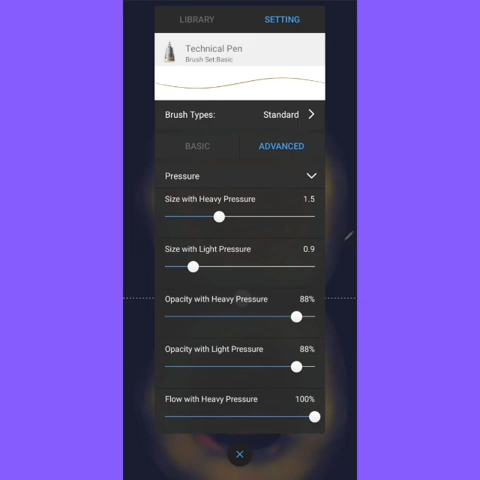 LIBRARY SETTING
Technical Pen
Brush Set:Basic
Brush Types: Standard
BASIC ADVANCED
Pressure
Size with Heavy Pressure 1.5
Size with Light Pressure 0.9
Opacity with Heavy Pressure 88%
Opacity with Light Pressure 88%
Flow with Heavy Pressure 100%